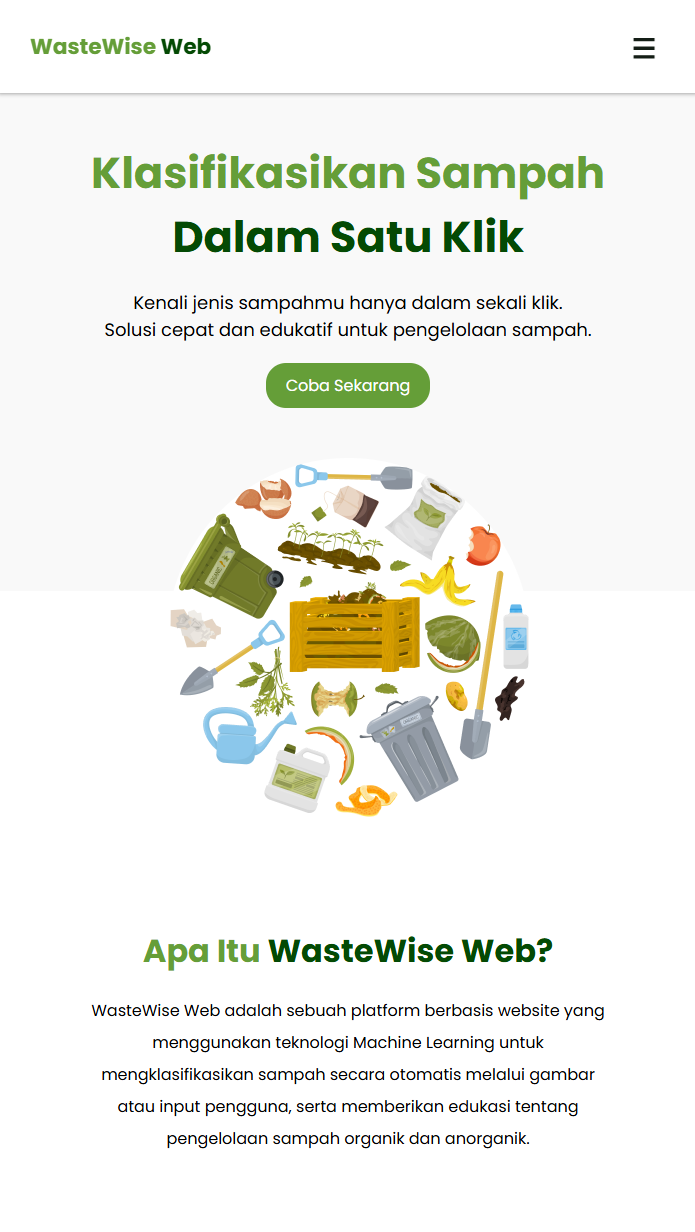 WasteWise Web
Klasifikasikan Sampah
Dalam Satu Klik
Kenali jenis sampahmu hanya dalam sekali klik.
Solusi cepat dan edukatif untuk pengelolaan sampah.
Coba Sekarang
ORGANIC
ORGANIC
Apa Itu WasteWise Web?
WasteWise Web adalah sebuah platform berbasis website yang
menggunakan teknologi Machine Learning untuk
mengklasifikasikan sampah secara otomatis melalui gambar
atau input pengguna, serta memberikan edukasi tentang
pengelolaan sampah organik dan anorganik.